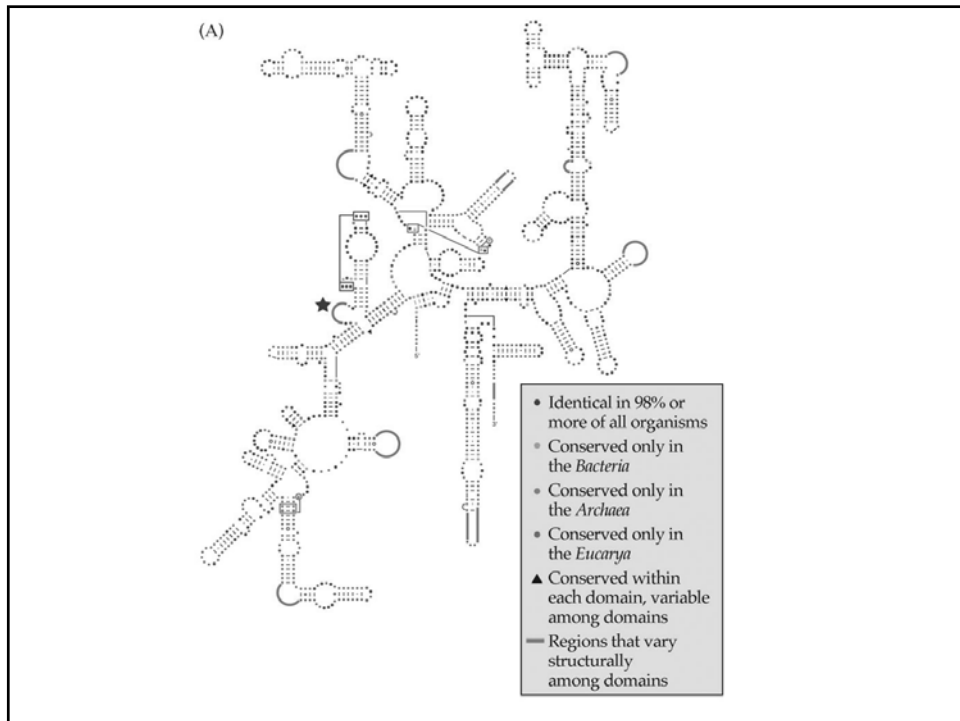 (A)
Identical in 98% or
more of all organisms
Conserved only in
the Bacteria
Conserved only in
the Archaea
Conserved only in
the Eucarya
Conserved within
each domain, variable
among domains
Regions that vary
structurally
among domains